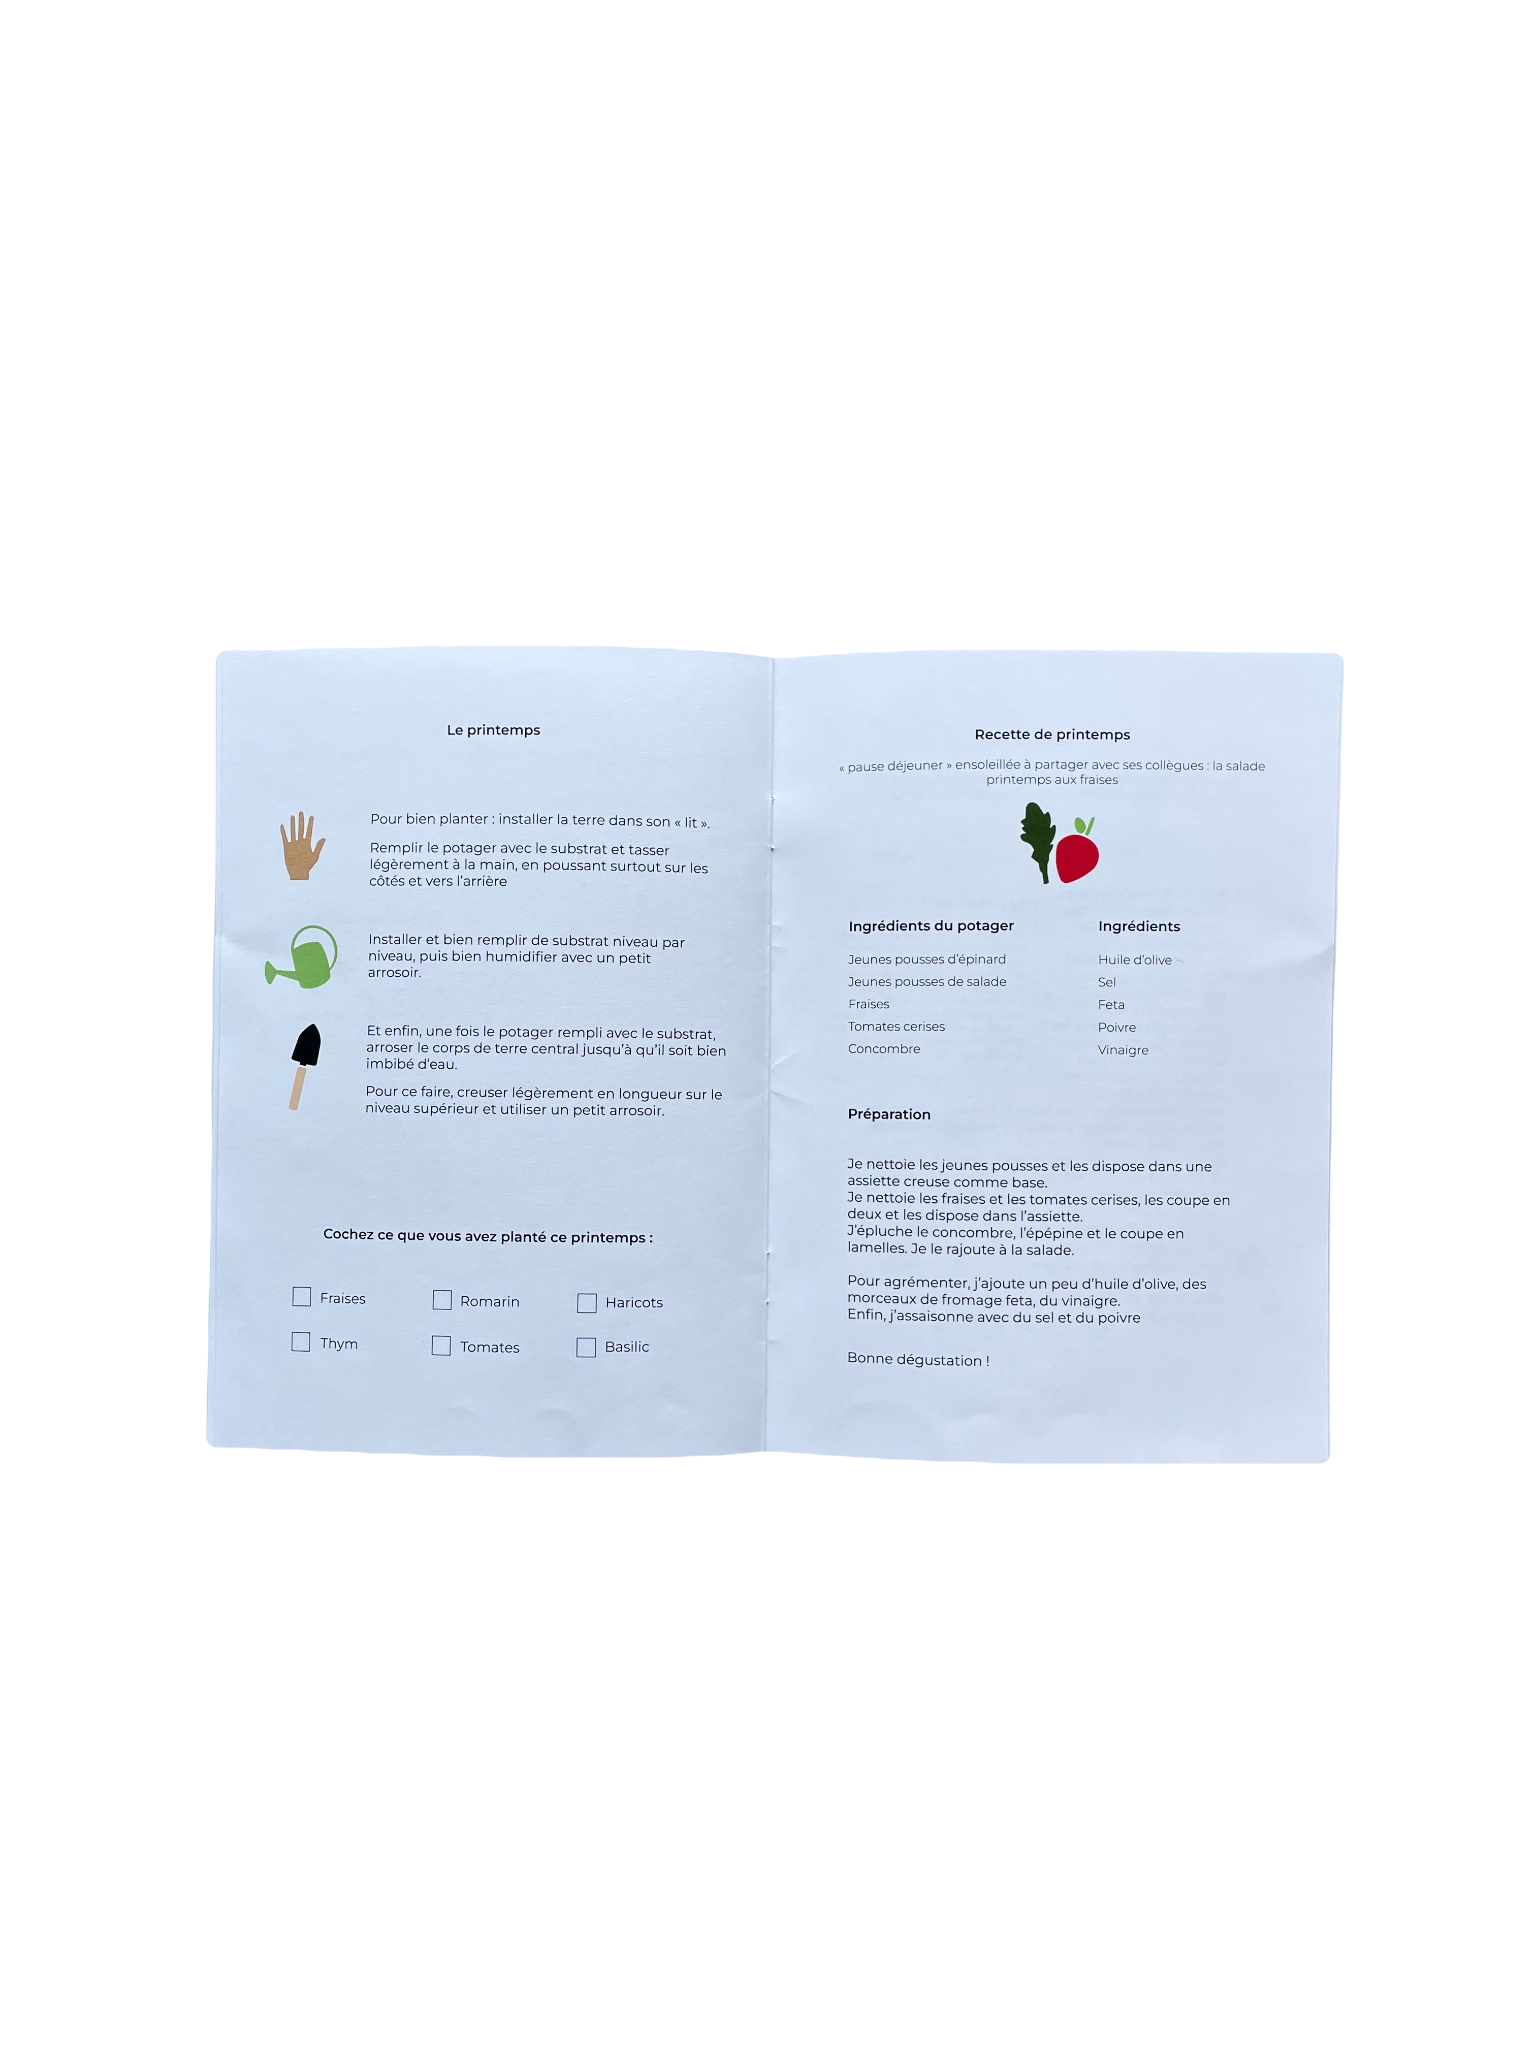 Le printemps
Pour bien planter : installer la terre dans son « lit ».
Remplir le potager avec le substrat et tasser
légèrement à la main, en poussant surtout sur les
côtés et vers l'arrière
Installer et bien remplir de substrat niveau par
niveau, puis bien humidifier avec un petit
arrosoir.
Et enfin, une fois le potager rempli avec le substrat,
arroser le corps de terre central jusqu'à qu'il soit bien
imbibé d'eau.
Pour ce faire, creuser légèrement en longueur sur le
niveau supérieur et utiliser un petit arrosoir.
Cochez ce que vous avez planté ce printemps :
Fraises Romarin Haricots
Thym Tomates Basilic
Recette de printemps
« pause déjeuner » ensoleillée à partager avec ses collègues : la salade
printemps aux fraises
Ingrédients du potager Ingrédients
Jeunes pousses d'épinard Huile d'olive
Jeunes pousses de salade Sel
Fraises Feta
Tomates cerises Poivre
Concombre Vinaigre
Préparation
Je nettoie les jeunes pousses et les dispose dans une
assiette creuse comme base.
Je nettoie les fraises et les tomates cerises, les coupe en
deux et les dispose dans l'assiette.
J'épluche le concombre, l'épépine et le coupe en
lamelles. Je le rajoute à la salade.
Pour agrémenter, j'ajoute un peu d'huile d'olive, des
morceaux de fromage feta, du vinaigre.
Enfin, j'assaisonne avec du sel et du poivre
Bonne dégustation !